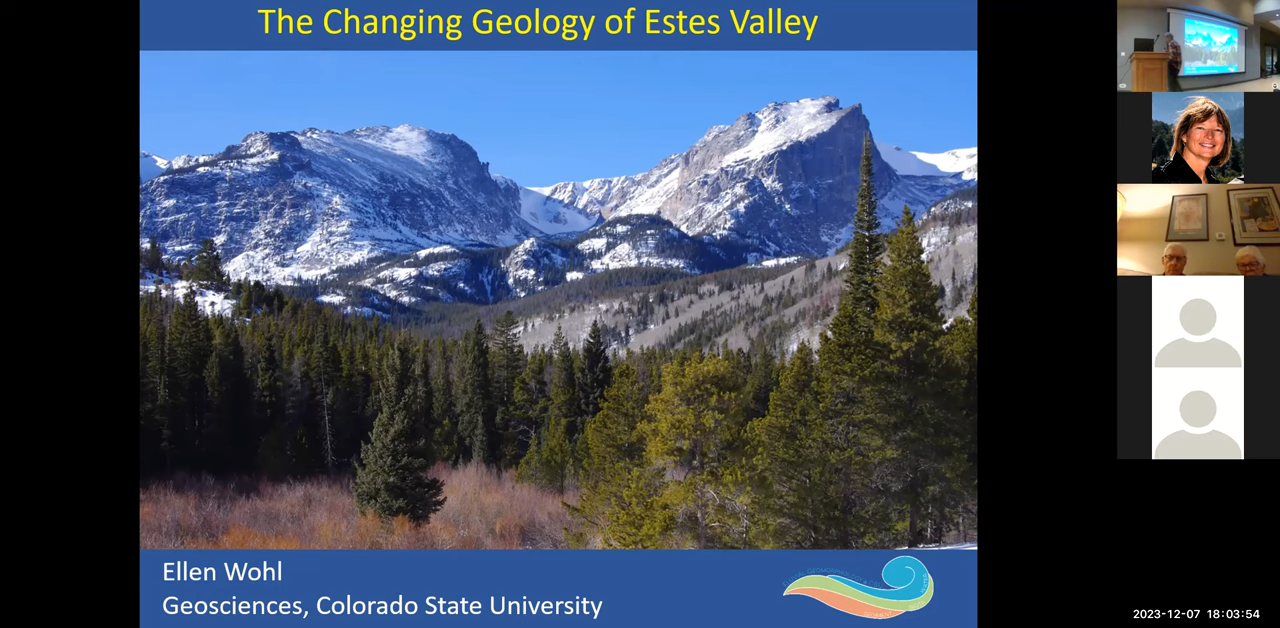 The Changing Geology of Estes Valley
Ellen Wohl
Geosciences, Colorado State University
2023-12-07 18:03:54